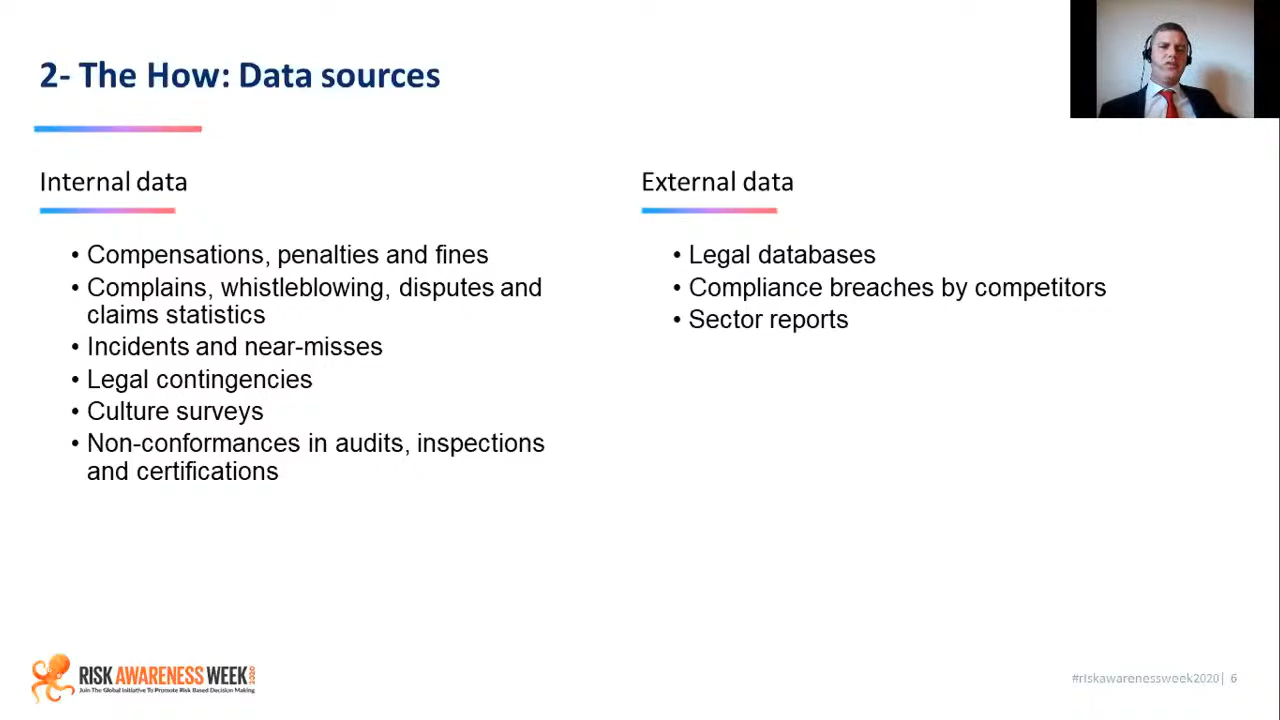 2- The How: Data sources
Internal data
• Compensations, penalties and fines
• Complains, whistleblowing, disputes and
claims statistics
• Incidents and near-misses
• Legal contingencies
• Culture surveys
• Non-conformances in audits, inspections
and certifications
External data
• Legal databases
• Compliance breaches by competitors
• Sector reports
RISK AWARENESS WEEK 2020
Join The Global Initiative To Promote Risk Based Decision Making
#riskawarenessweek2020| 6